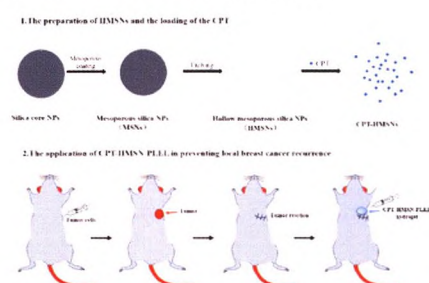 1. The preparation of HMSNs and the loading of the CPT
Mesoporous
coating
Etching
+ CPT
Silica core NPs
Mesoporous silica NPs
(MSNs)
Hollow mesoporous silica NPs
(HMSNs)
CPT-HMSNs
2. The application of CPT-HMSN-PLEL in preventing local breast cancer recurrence
Tumor cells
Tumor
Tumor resection
CPT-HMSN-PLEL
hydrogel